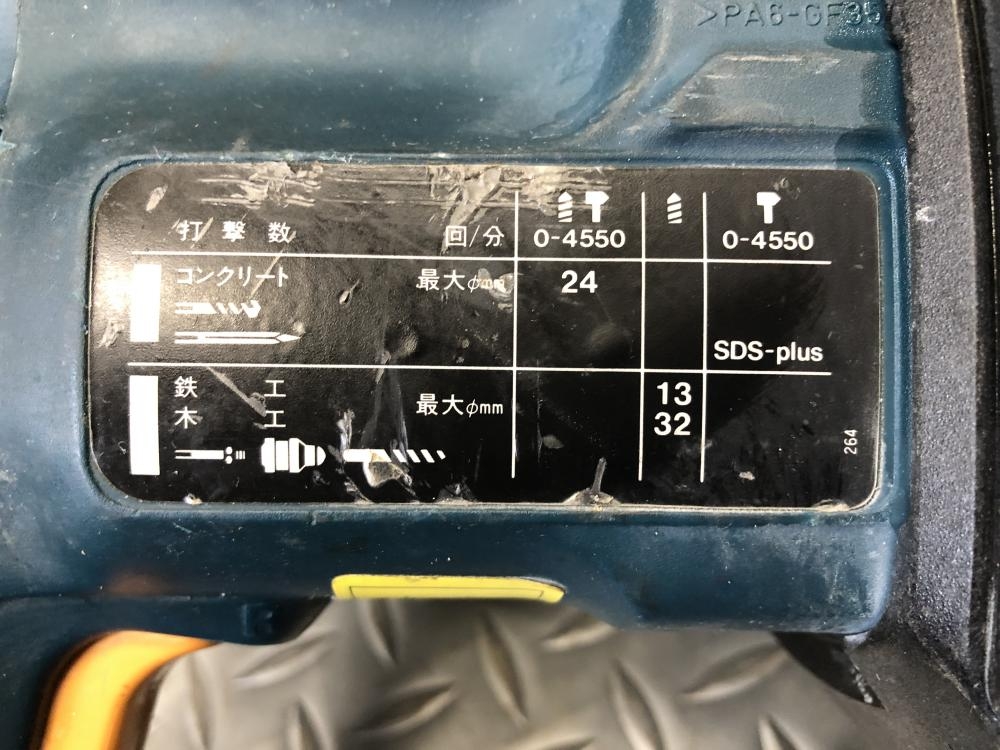 >PA6-GF35
打撃数 回/分 0-4550 0-4550
コンクリート 最大φmm 24
SDS-plus
鉄 工 13
木 工 最大φmm 32
264